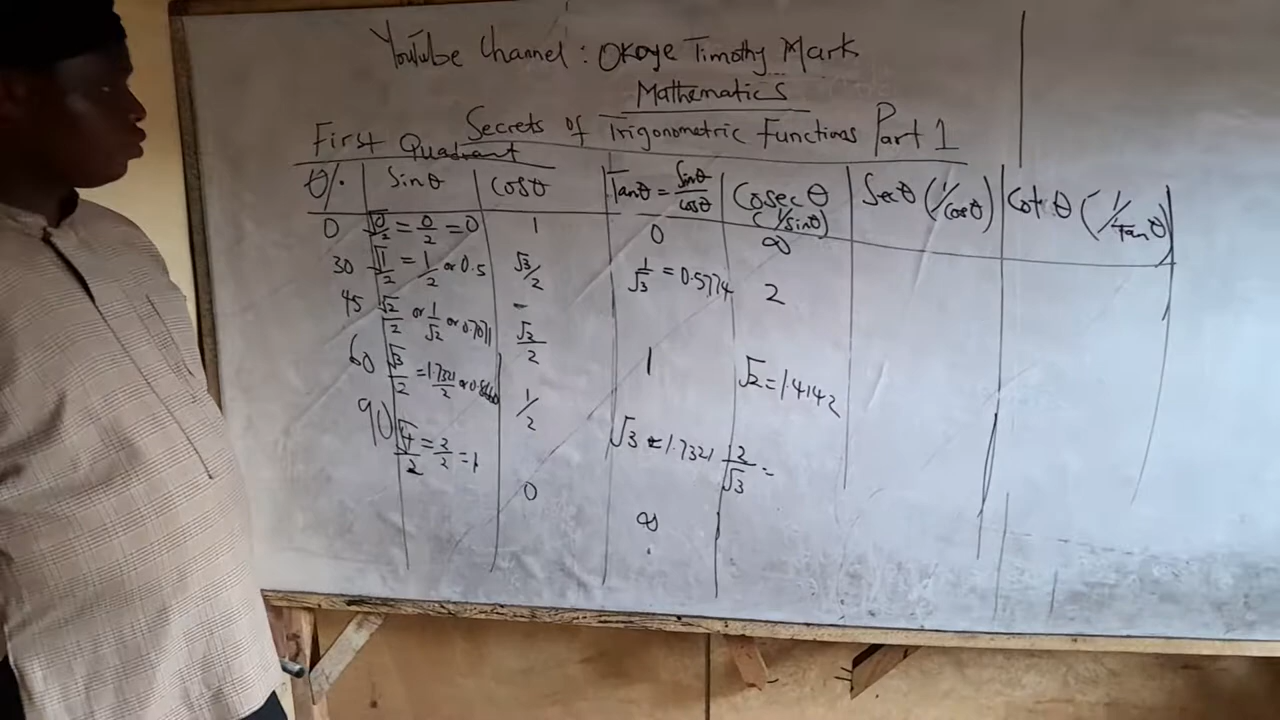 YouTube Channel: Okoye Timothy Mark
Mathematics
Secrets of Trigonometric Functions Part 1
First Quadrant
θ/. Sinθ Cosθ Tanθ = Sinθ/Cosθ Cosec θ (1/Sinθ) Secθ (1/Cosθ) Cot θ (1/Tanθ)
0 √0/2 = 0/2 = 0 1 0 ∞
30 √1/2 = 1/2 or 0.5 √3/2 1/√3 = 0.5774 2
45 √2/2 or 1/√2 or 0.7071 √2/2 1 √2 = 1.4142
60 √3/2 = 1.7321/2 or 0.8660 1/2 √3 = 1.7321 2/√3 =
90 √4/2 = 2/2 = 1 0 ∞